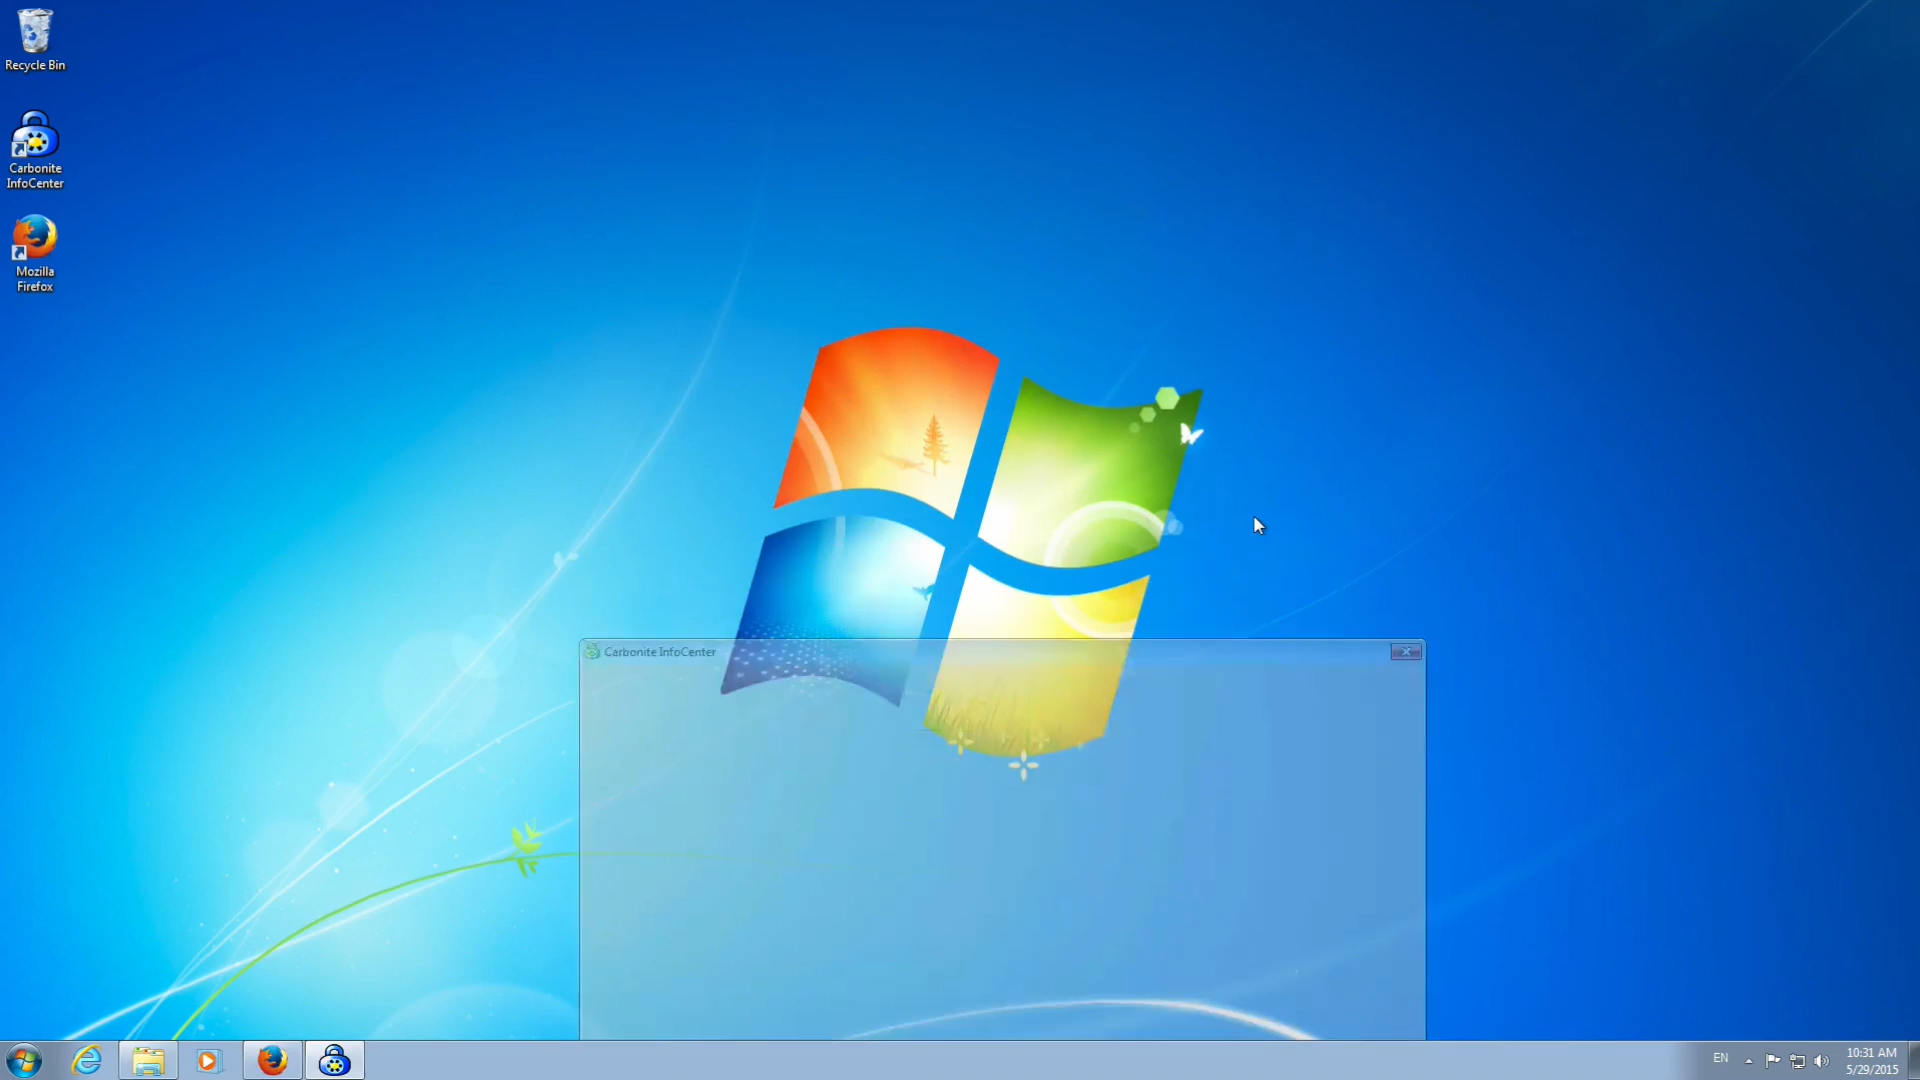 Recycle Bin
Carbonite
InfoCenter
Mozilla
Firefox
Carbonite InfoCenter
EN
10:31 AM
5/29/2015